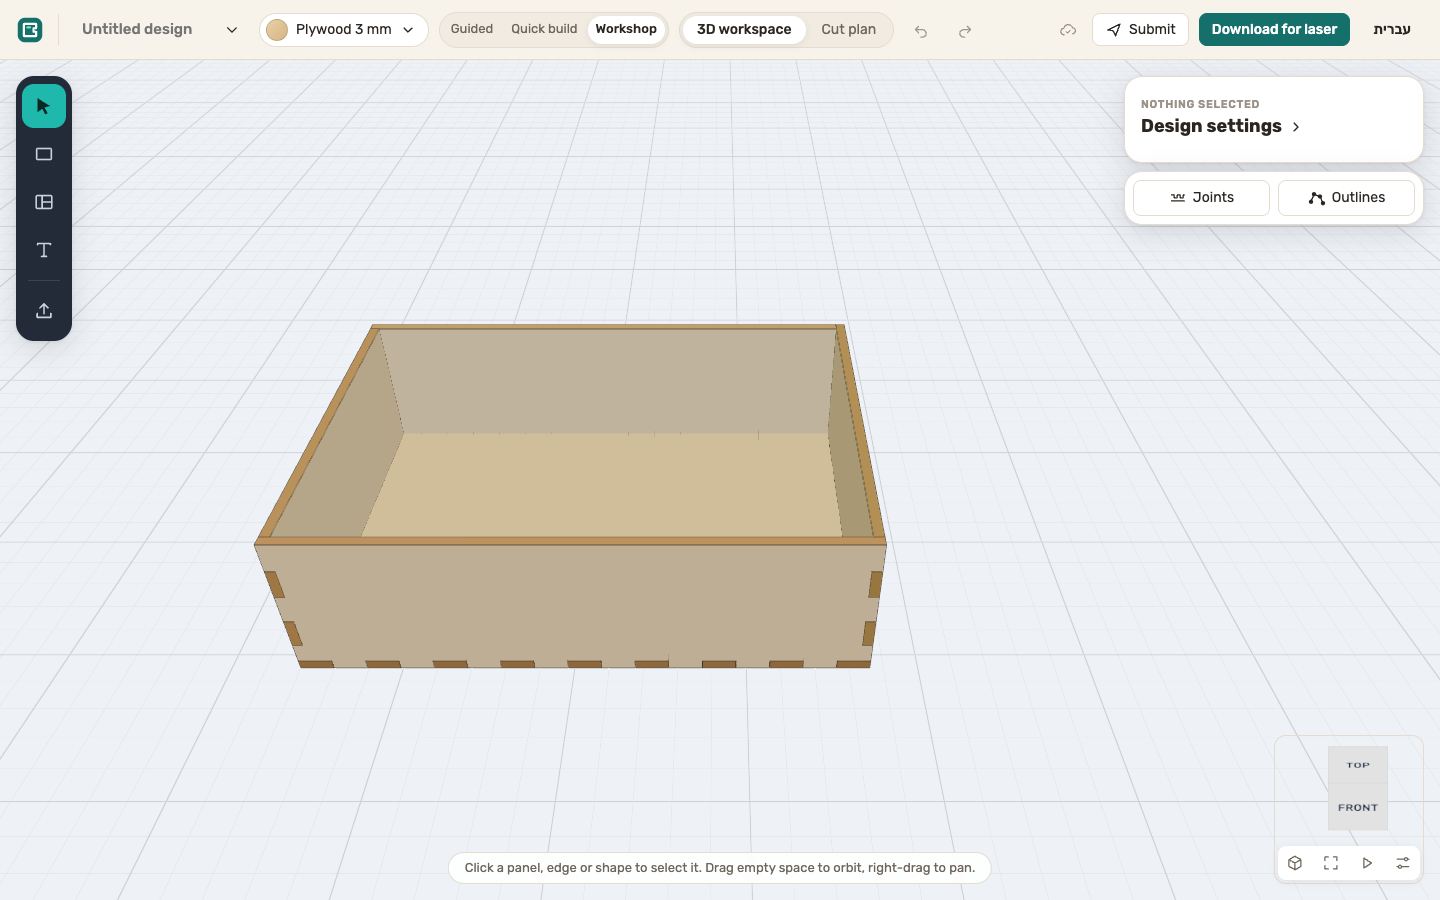 Untitled design
Plywood 3 mm
Guided
Quick build
Workshop
3D workspace
Cut plan
Submit
Download for laser
עברית
NOTHING SELECTED
Design settings
Joints
Outlines
TOP
FRONT
Click a panel, edge or shape to select it. Drag empty space to orbit, right-drag to pan.